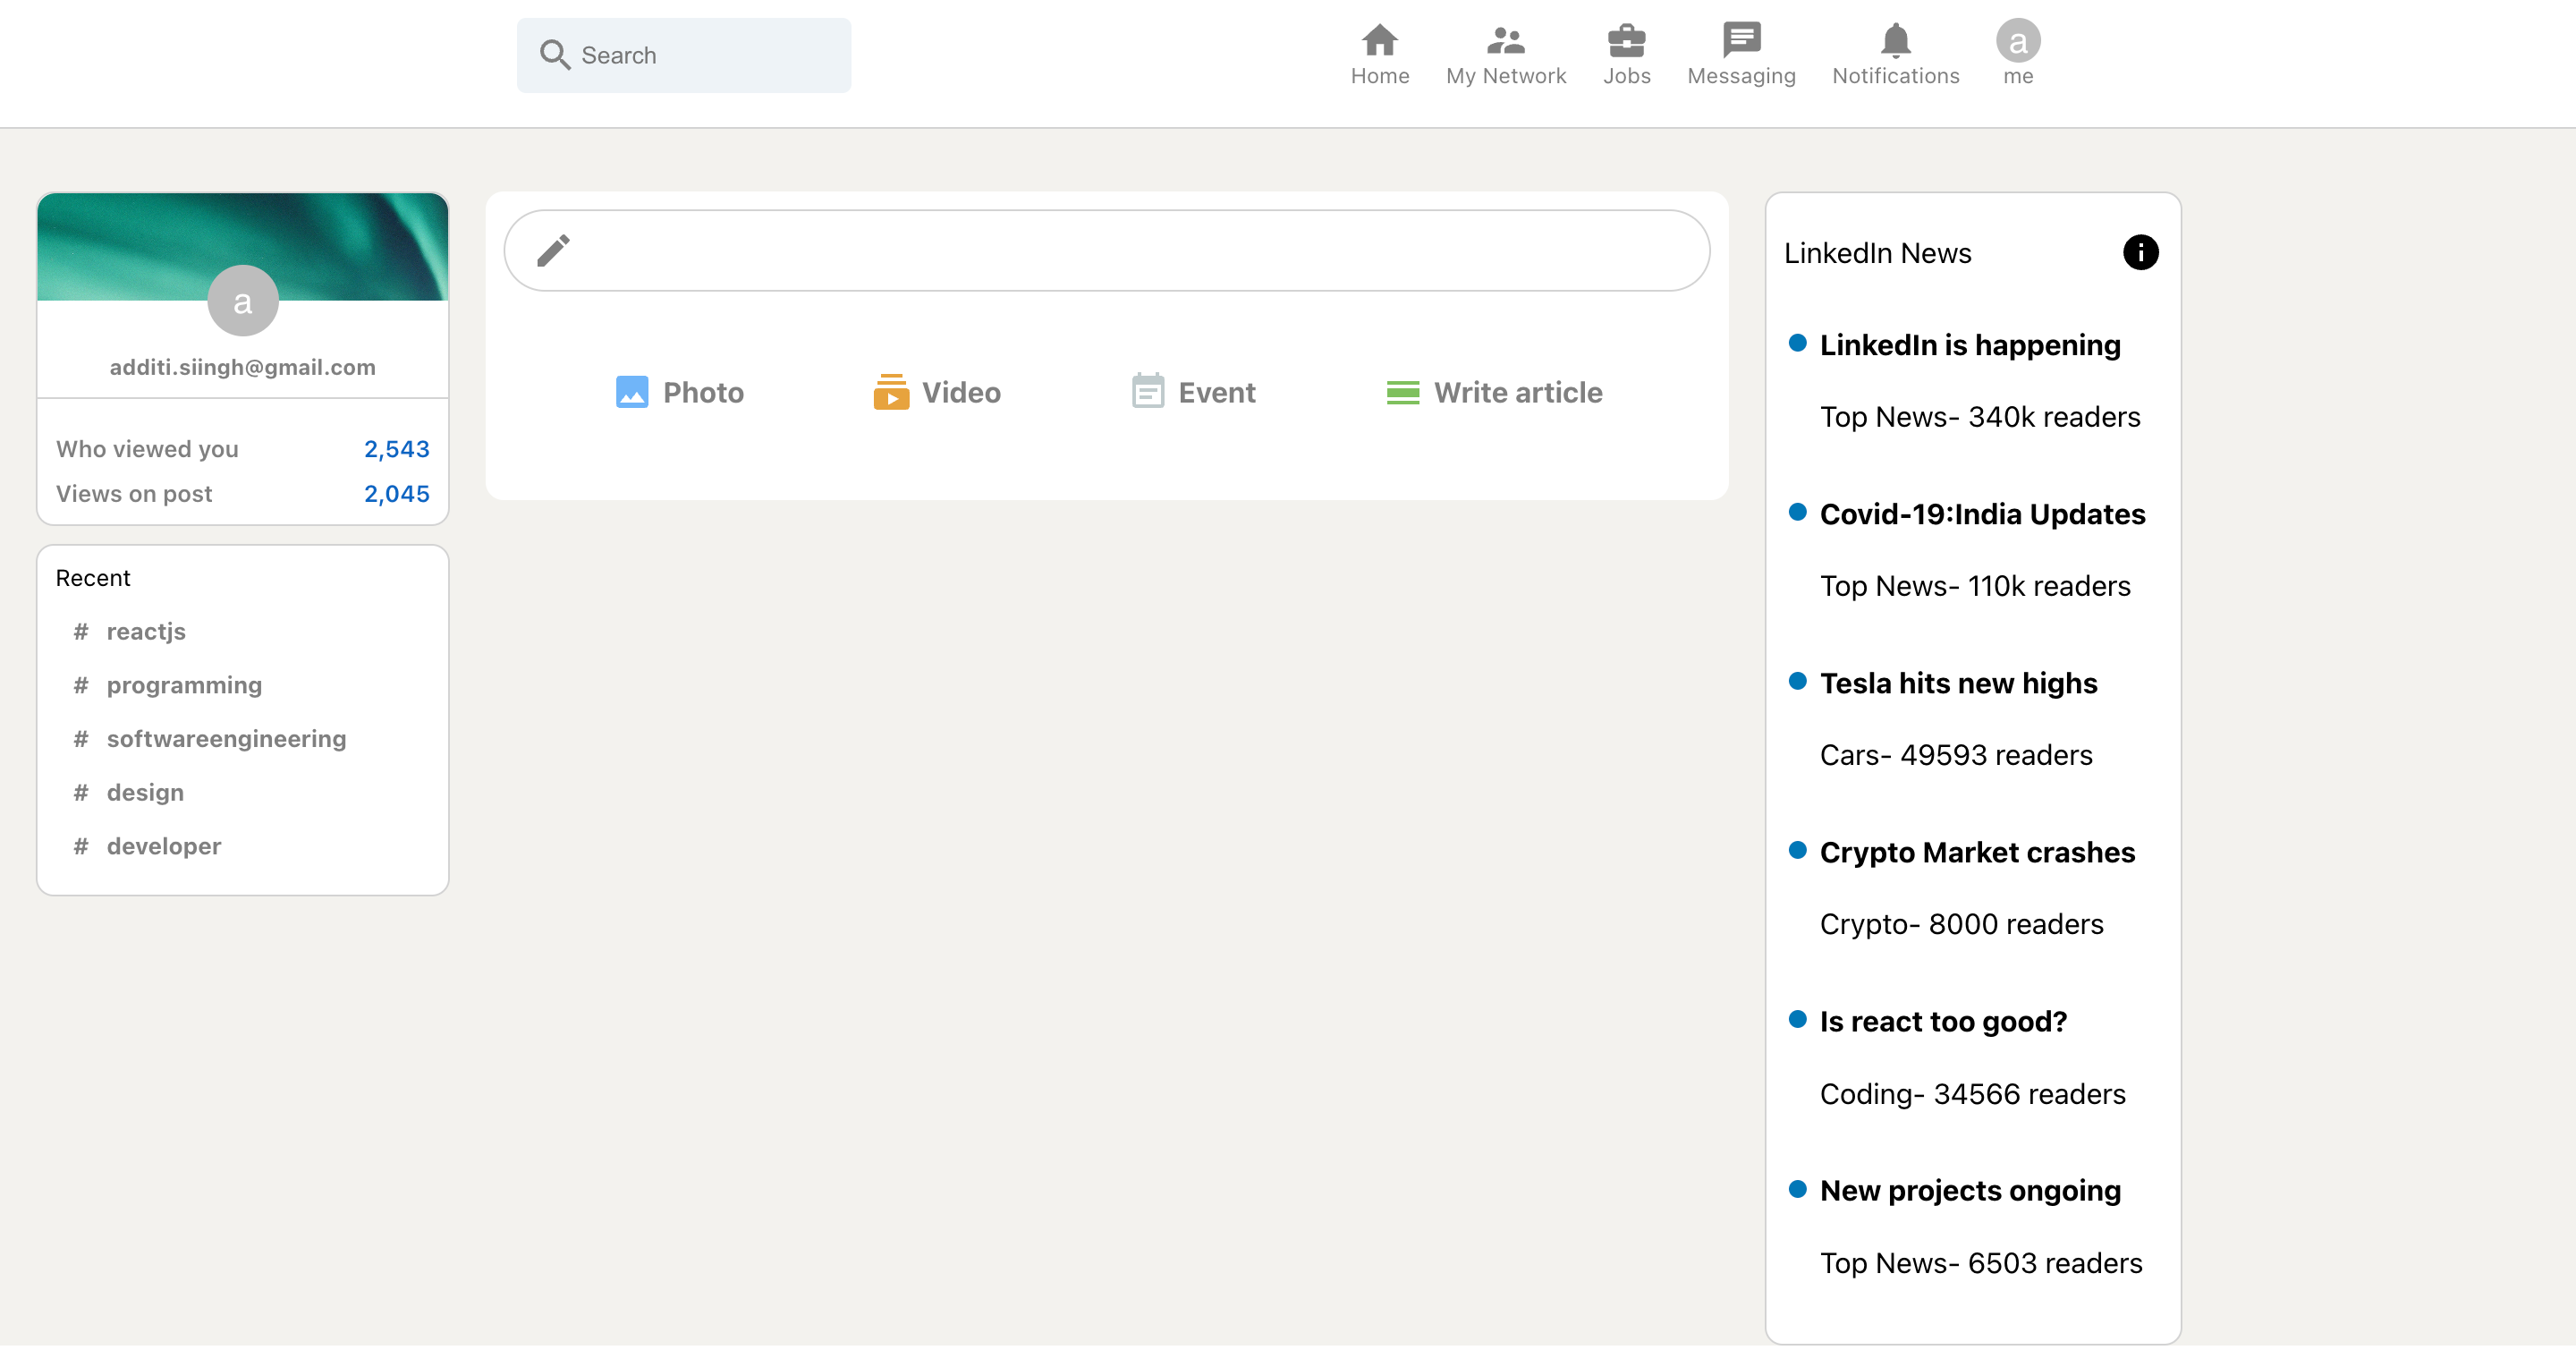 Search
Home
My Network
Jobs
Messaging
Notifications
a
me
a
additi.siingh@gmail.com
Who viewed you 2,543
Views on post 2,045
Recent
# reactjs
# programming
# softwareengineering
# design
# developer
Photo
Video
Event
Write article
LinkedIn News
LinkedIn is happening
Top News- 340k readers
Covid-19:India Updates
Top News- 110k readers
Tesla hits new highs
Cars- 49593 readers
Crypto Market crashes
Crypto- 8000 readers
Is react too good?
Coding- 34566 readers
New projects ongoing
Top News- 6503 readers